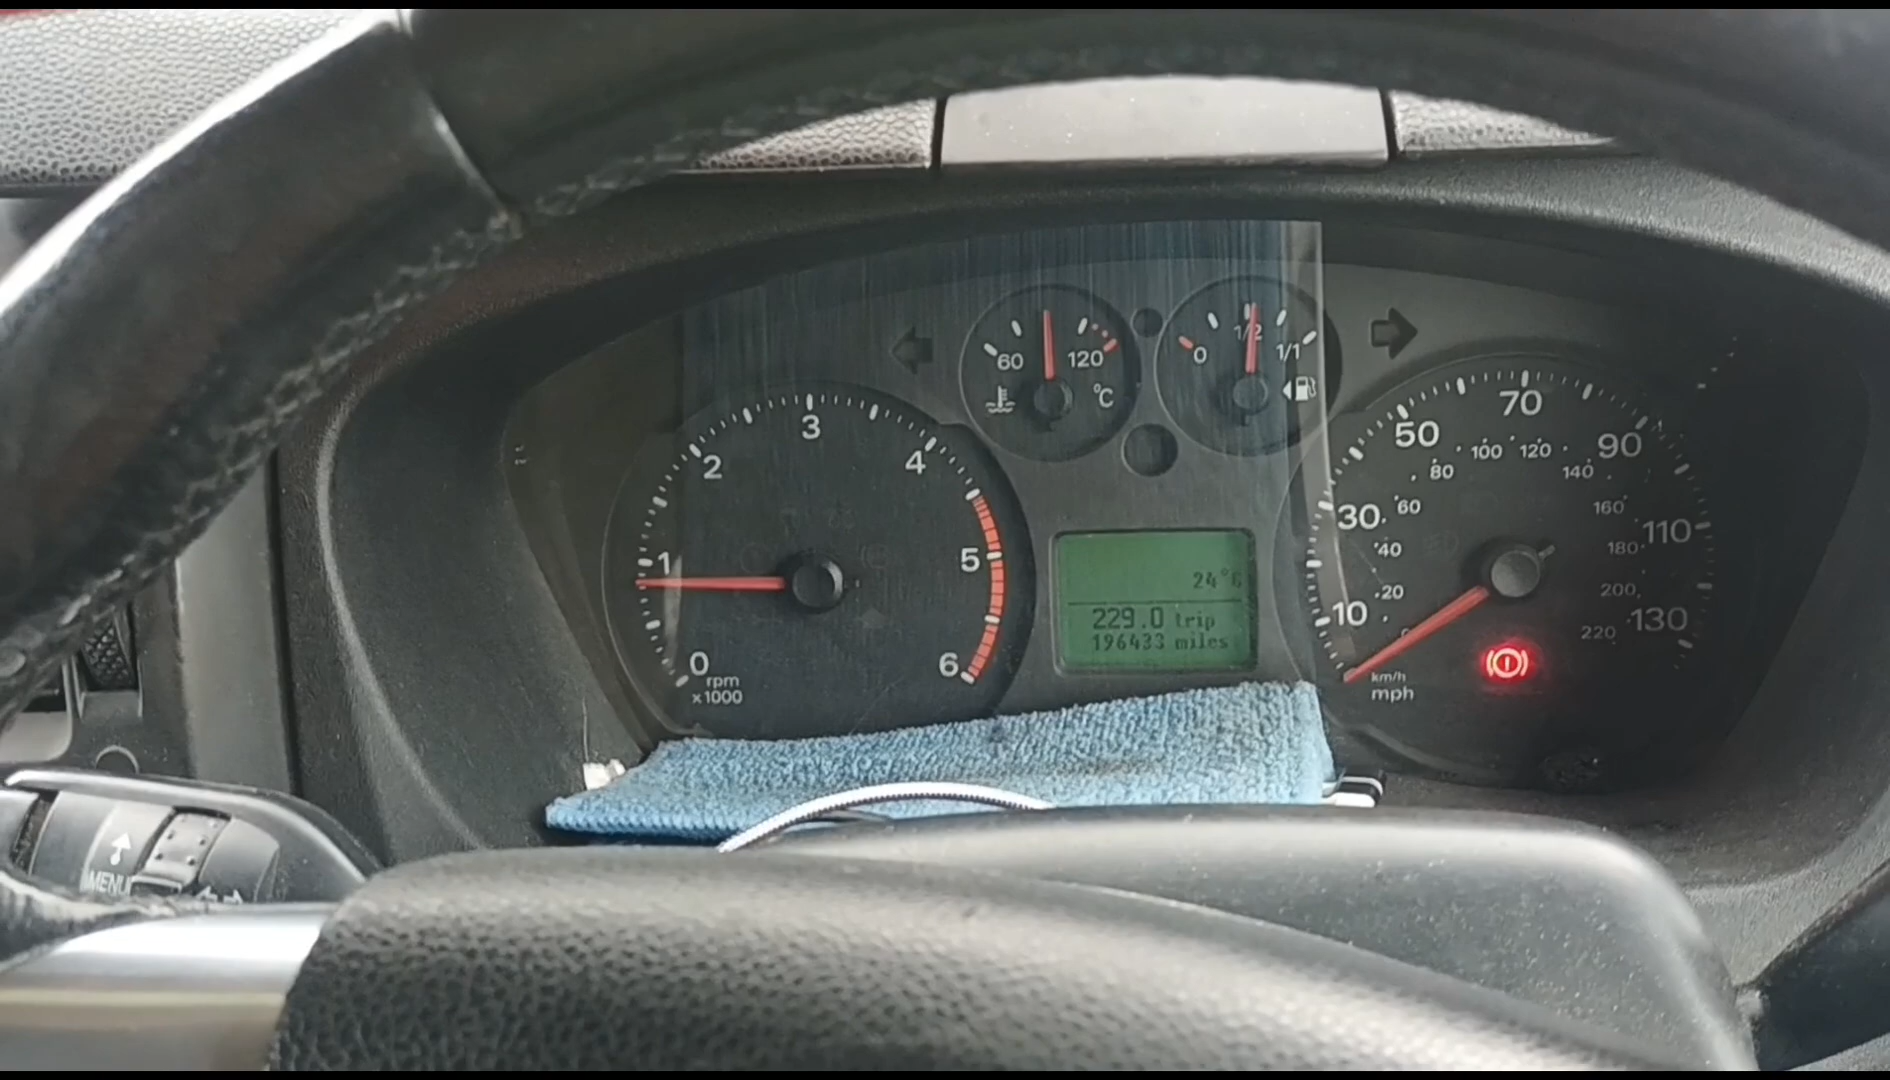 60 120
°C
0 1/2 1/1
0 1 2 3 4 5 6
rpm
x1000
24°C
229.0 trip
196433 miles
10 30 50 70 90 110 130
20 40 60 80 100 120 140 160 180 200 220
km/h
mph
MENU